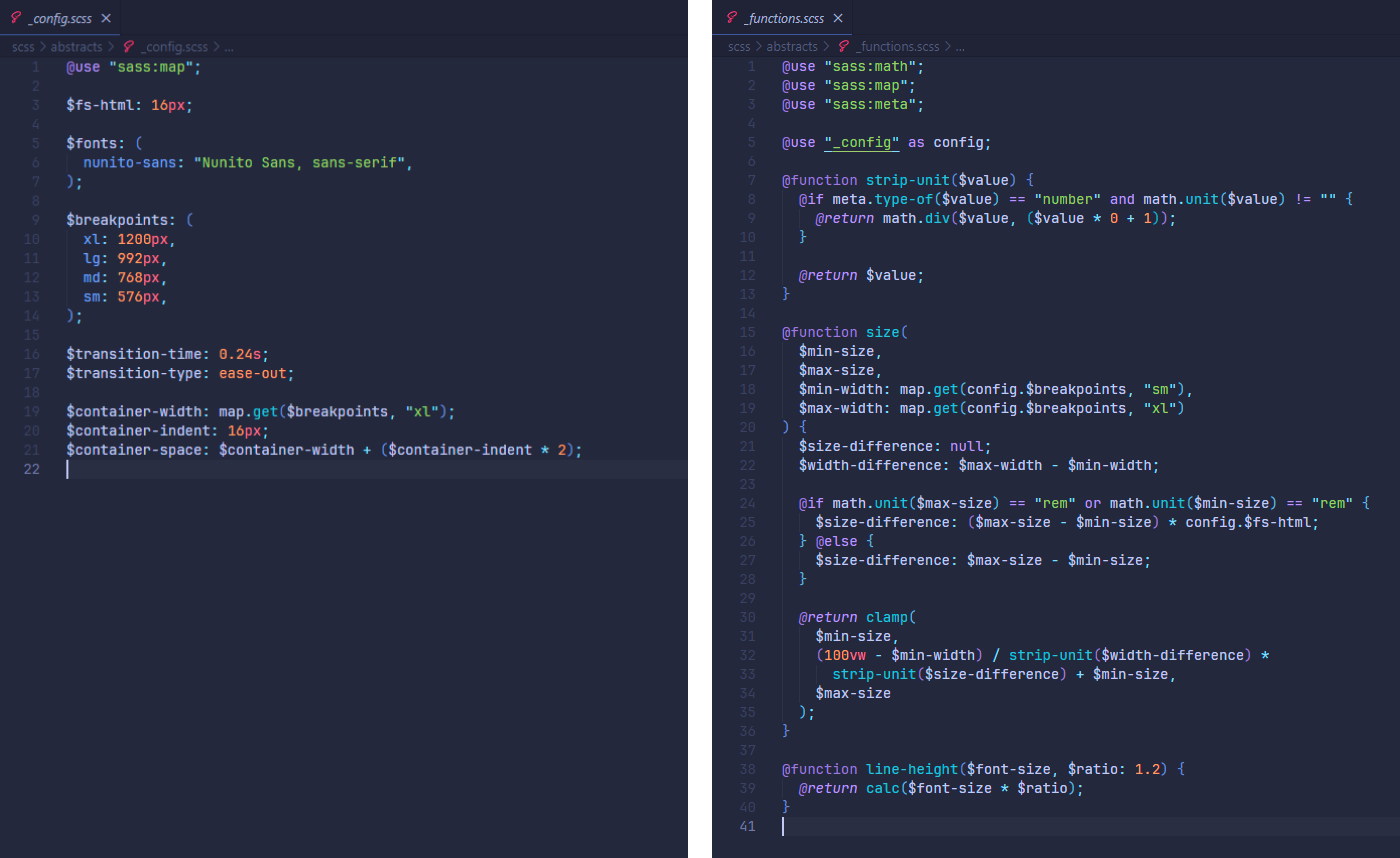 _config.scss ×
scss > abstracts > _config.scss > ...
1 @use "sass:map";
2
3 $fs-html: 16px;
4
5 $fonts: (
6   nunito-sans: "Nunito Sans, sans-serif",
7 );
8
9 $breakpoints: (
10   xl: 1200px,
11   lg: 992px,
12   md: 768px,
13   sm: 576px,
14 );
15
16 $transition-time: 0.24s;
17 $transition-type: ease-out;
18
19 $container-width: map.get($breakpoints, "xl");
20 $container-indent: 16px;
21 $container-space: $container-width + ($container-indent * 2);
22
_functions.scss ×
scss > abstracts > _functions.scss > ...
1 @use "sass:math";
2 @use "sass:map";
3 @use "sass:meta";
4
5 @use "_config" as config;
6
7 @function strip-unit($value) {
8   @if meta.type-of($value) == "number" and math.unit($value) != "" {
9     @return math.div($value, ($value * 0 + 1));
10   }
11
12   @return $value;
13 }
14
15 @function size(
16   $min-size,
17   $max-size,
18   $min-width: map.get(config.$breakpoints, "sm"),
19   $max-width: map.get(config.$breakpoints, "xl")
20 ) {
21   $size-difference: null;
22   $width-difference: $max-width - $min-width;
23
24   @if math.unit($max-size) == "rem" or math.unit($min-size) == "rem" {
25     $size-difference: ($max-size - $min-size) * config.$fs-html;
26   } @else {
27     $size-difference: $max-size - $min-size;
28   }
29
30   @return clamp(
31     $min-size,
32     (100vw - $min-width) / strip-unit($width-difference) *
33       strip-unit($size-difference) + $min-size,
34     $max-size
35   );
36 }
37
38 @function line-height($font-size, $ratio: 1.2) {
39   @return calc($font-size * $ratio);
40 }
41